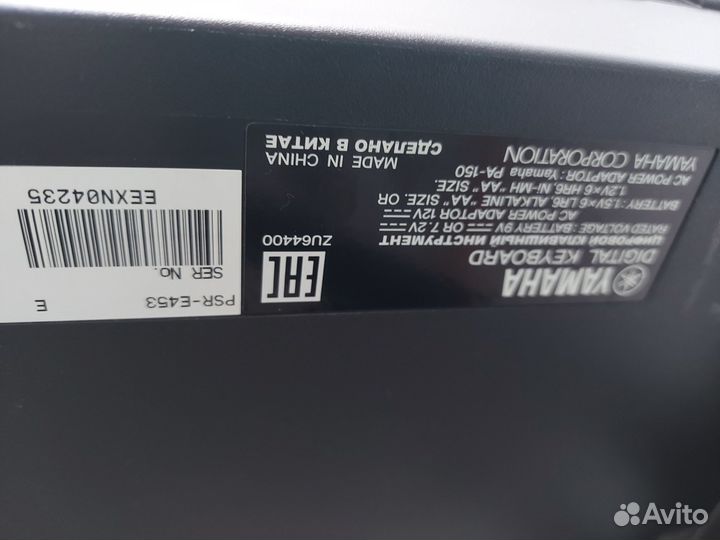 YAMAHA
DIGITAL KEYBOARD
ЦИФРОВОЙ КЛАВИШНЫЙ ИНСТРУМЕНТ
RATED VOLTAGE :BATTERY 9V ⎓ OR 7.2V ⎓
AC POWER ADAPTOR 12V ⎓
BATTERY : 1.5V×6 LR6, ALKALINE "AA" SIZE. OR
1.2V×6 HR6, Ni-MH "AA" SIZE.
AC POWER ADAPTOR : Yamaha PA-150
YAMAHA CORPORATION
EAC
ZU64400
MADE IN CHINA
СДЕЛАНО В КИТАЕ
PSR-E453 E
SER No.
EEXN04235
Avito